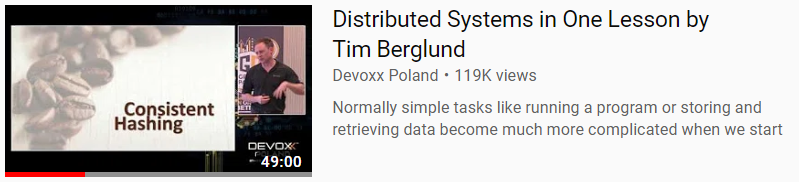 Consistent
Hashing
DEVOXX
POLAND
49:00
Distributed Systems in One Lesson by
Tim Berglund
Devoxx Poland • 119K views
Normally simple tasks like running a program or storing and
retrieving data become much more complicated when we start